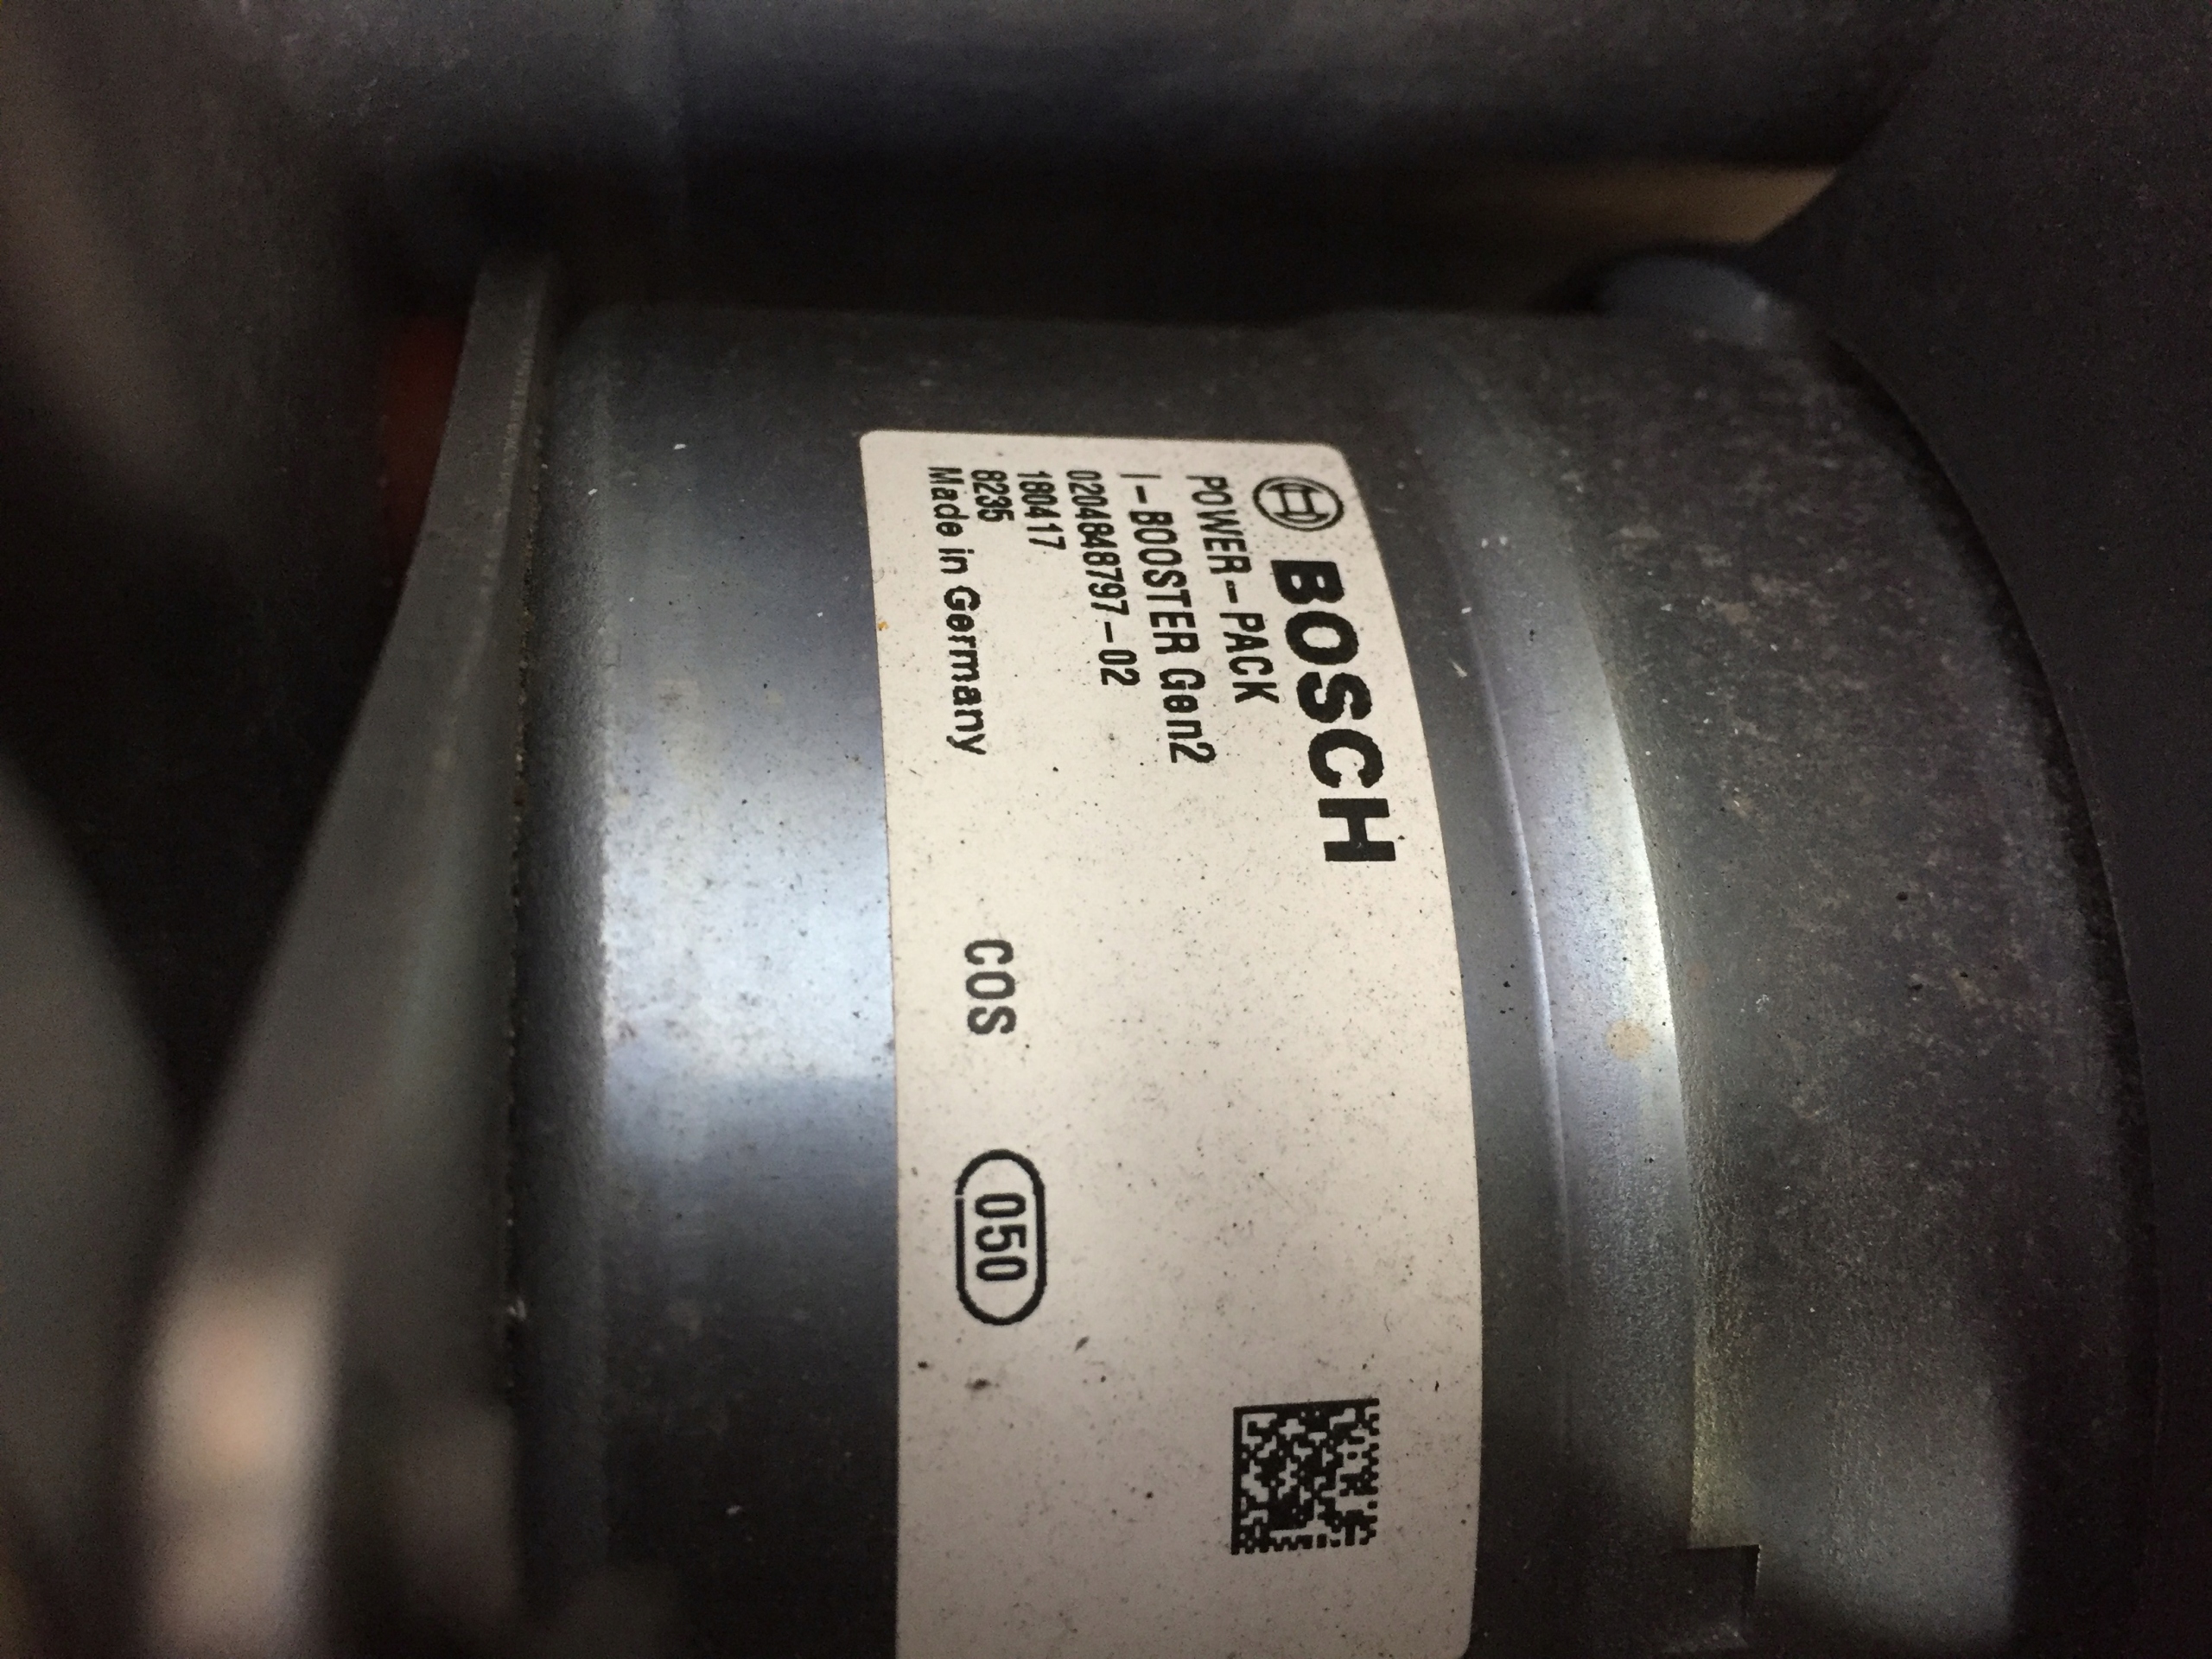 BOSCH
POWER-PACK
I-BOOSTER Gen2
0204848797-02
180417
8235
Made in Germany
COS
050